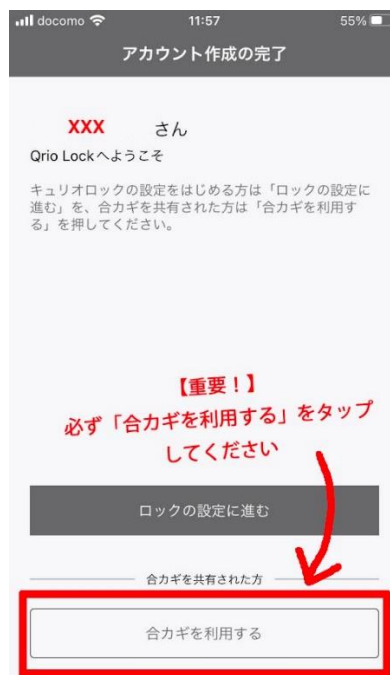 docomo 11:57 55%
アカウント作成の完了
XXX さん
Qrio Lockへようこそ
キュリオロックの設定をはじめる方は「ロックの設定に
進む」を、合カギを共有された方は「合カギを利用す
る」を押してください。
【重要！】
必ず「合カギを利用する」をタップ
してください
ロックの設定に進む
合カギを共有された方
合カギを利用する